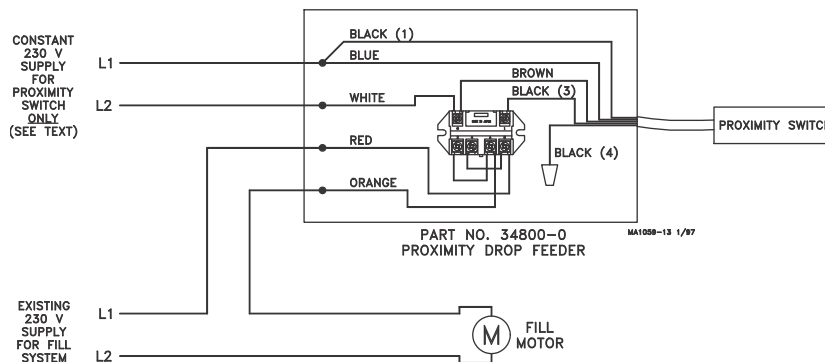 BLACK (1)
CONSTANT
230 V
SUPPLY
FOR
PROXIMITY
SWITCH
ONLY
(SEE TEXT)
L1
BLUE
BROWN
BLACK (3)
L2
WHITE
PROXIMITY SWITCH
RED
BLACK (4)
ORANGE
PART NO. 34800-0
PROXIMITY DROP FEEDER
MA1059-13 1/97
EXISTING
230 V
SUPPLY
FOR FILL
SYSTEM
L1
L2
M
FILL
MOTOR